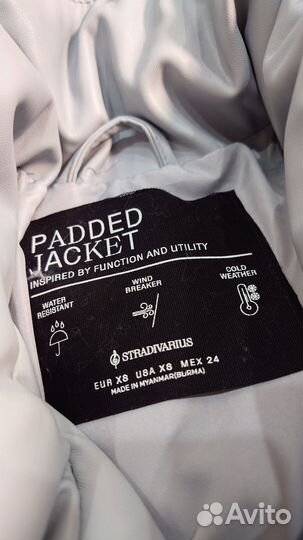 PADDED
JACKET
INSPIRED BY FUNCTION AND UTILITY
WATER
RESISTANT
WIND
BREAKER
COLD
WEATHER
STRADIVARIUS
EUR XS USA XS MEX 24
MADE IN MYANMAR(BURMA)
Avito